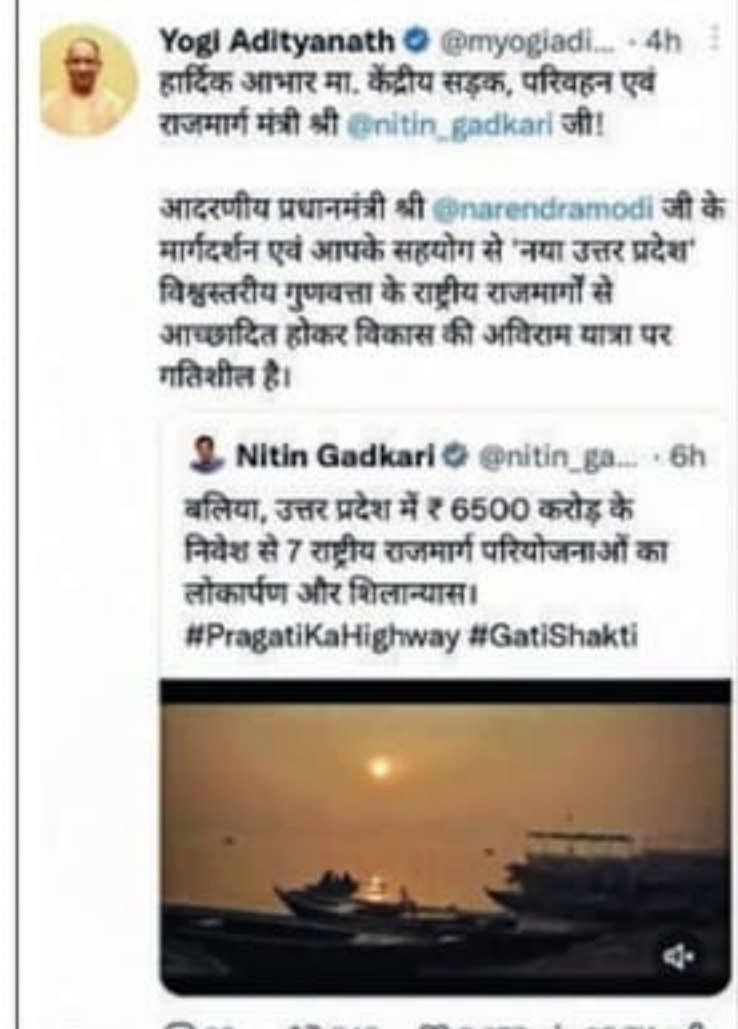 Yogi Adityanath @myogiadi... · 4h
हार्दिक आभार मा. केंद्रीय सड़क, परिवहन एवं
राजमार्ग मंत्री श्री @nitin_gadkari जी!
आदरणीय प्रधानमंत्री श्री @narendramodi जी के
मार्गदर्शन एवं आपके सहयोग से 'नया उत्तर प्रदेश'
विश्वस्तरीय गुणवत्ता के राष्ट्रीय राजमार्गों से
आच्छादित होकर विकास की अविराम यात्रा पर
गतिशील है।
Nitin Gadkari @nitin_ga... · 6h
बलिया, उत्तर प्रदेश में ₹ 6500 करोड़ के
निवेश से 7 राष्ट्रीय राजमार्ग परियोजनाओं का
लोकार्पण और शिलान्यास।
#PragatiKaHighway #GatiShakti